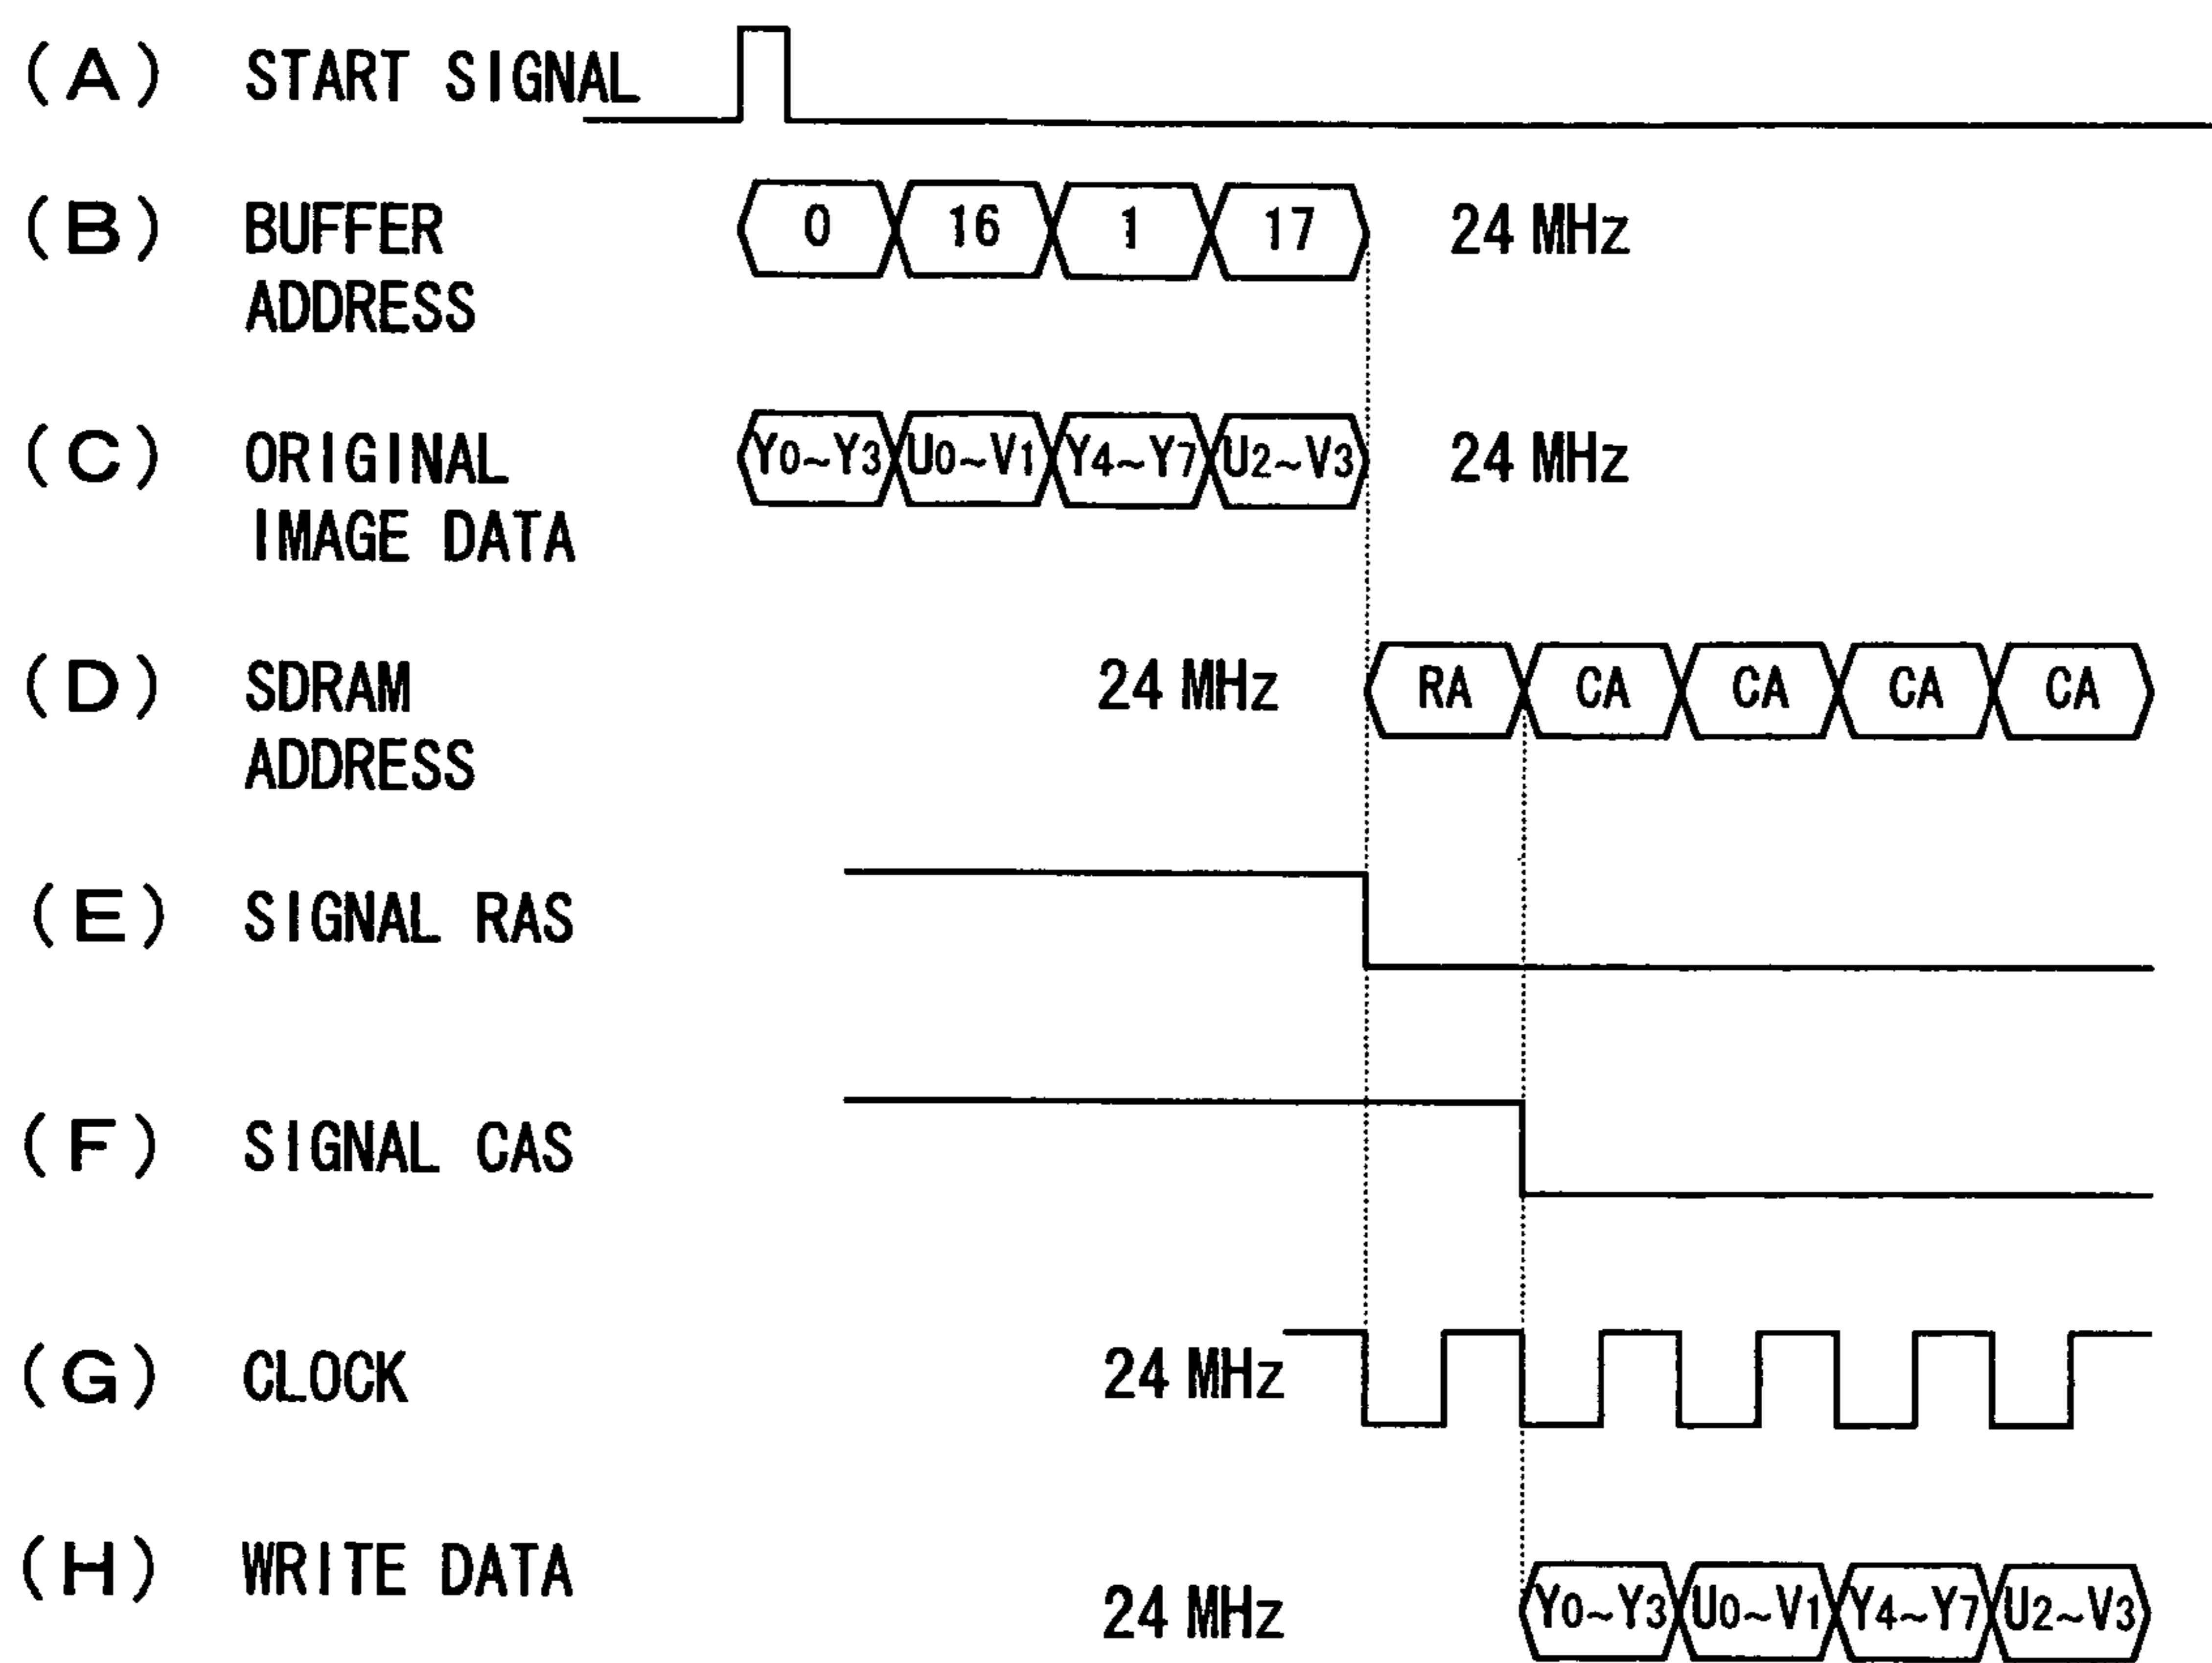 (A) START SIGNAL
(B) BUFFER ADDRESS
0 16 1 17 24 MHz
(C) ORIGINAL IMAGE DATA
Y0~Y3 U0~V1 Y4~Y7 U2~V3 24 MHz
(D) SDRAM ADDRESS
24 MHz RA CA CA CA CA
(E) SIGNAL RAS
(F) SIGNAL CAS
(G) CLOCK 24 MHz
(H) WRITE DATA
24 MHz Y0~Y3 U0~V1 Y4~Y7 U2~V3